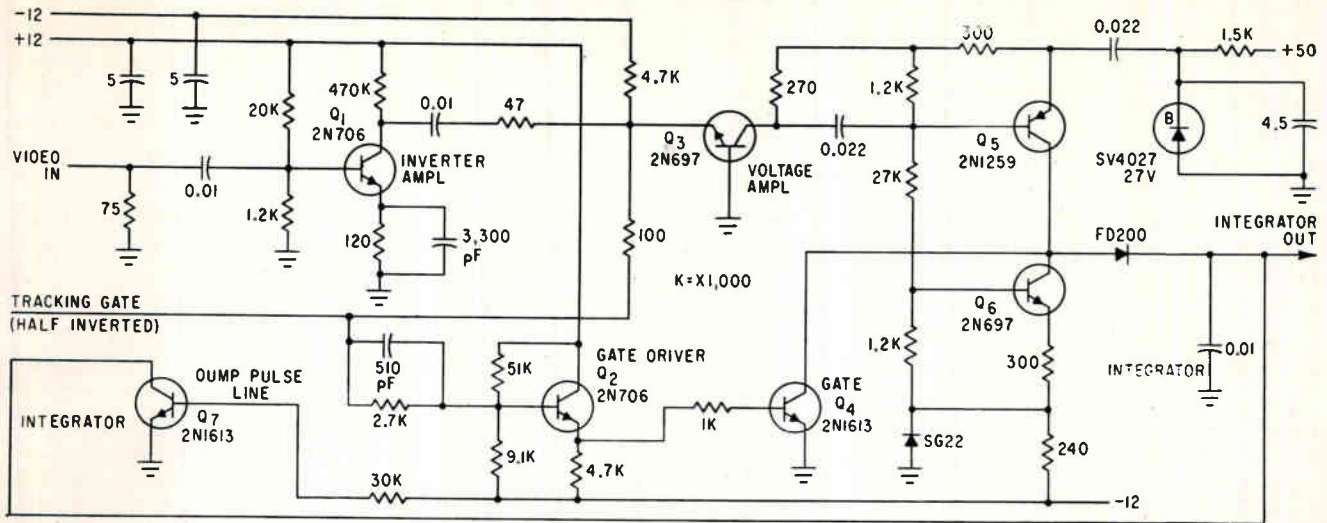 -12
+12
5
5
20K
470K
Q1
2N706
0.01
47
4.7K
INVERTER
AMPL
VIDEO
IN
75
0.01
1.2K
120
3,300
pF
100
K=X1,000
Q3
2N697
VOLTAGE
AMPL
270
0.022
1.2K
300
27K
Q5
2N1259
0.022
1.5K
+50
B
SV4027
27V
4.5
INTEGRATOR
OUT
FD200
Q6
2N697
1.2K
300
INTEGRATOR
0.01
SG22
240
-12
TRACKING GATE
(HALF INVERTED)
510
pF
2.7K
51K
GATE DRIVER
Q2
2N706
9.1K
4.7K
1K
GATE
Q4
2N1613
DUMP PULSE
LINE
INTEGRATOR
Q7
2N1613
30K